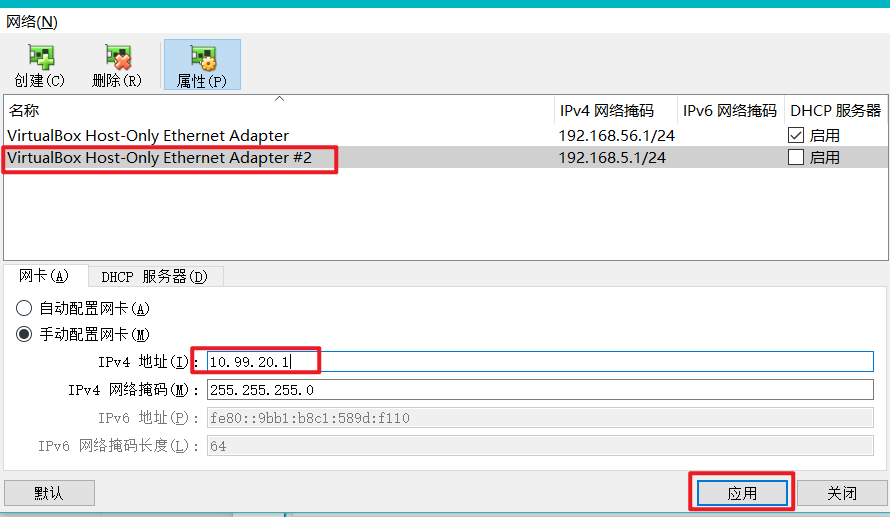 网络(N)
创建(C) 删除(R) 属性(P)
名称 IPv4 网络掩码 IPv6 网络掩码 DHCP 服务器
VirtualBox Host-Only Ethernet Adapter 192.168.56.1/24 启用
VirtualBox Host-Only Ethernet Adapter #2 192.168.5.1/24 启用
网卡(A) DHCP 服务器(D)
自动配置网卡(A)
手动配置网卡(M)
IPv4 地址(I): 10.99.20.1
IPv4 网络掩码(M): 255.255.255.0
IPv6 地址(P): fe80::9bb1:b8c1:589d:f110
IPv6 网络掩码长度(L): 64
默认 应用 关闭